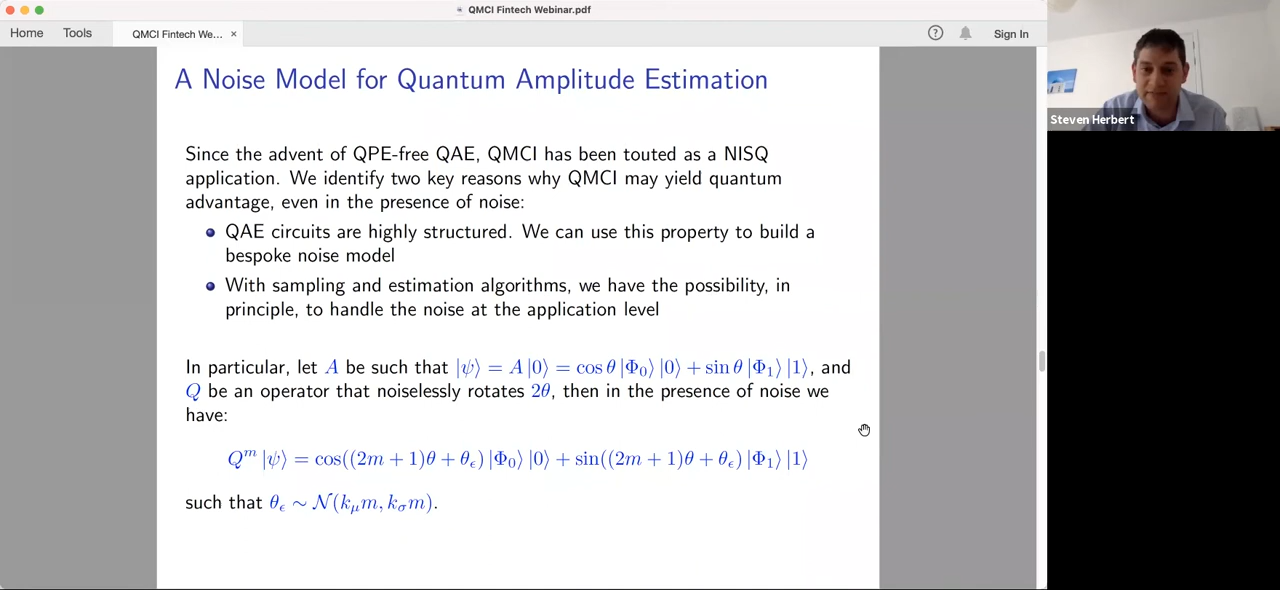 QMCI Fintech Webinar.pdf
Home Tools QMCI Fintech We... × ? Sign In
A Noise Model for Quantum Amplitude Estimation
Steven Herbert
Since the advent of QPE-free QAE, QMCI has been touted as a NISQ
application. We identify two key reasons why QMCI may yield quantum
advantage, even in the presence of noise:
QAE circuits are highly structured. We can use this property to build a
bespoke noise model
With sampling and estimation algorithms, we have the possibility, in
principle, to handle the noise at the application level
In particular, let A be such that |ψ⟩ = A |0⟩ = cos θ |Φ₀⟩ |0⟩ + sin θ |Φ₁⟩ |1⟩, and
Q be an operator that noiselessly rotates 2θ, then in the presence of noise we
have:
Qᵐ |ψ⟩ = cos((2m + 1)θ + θ_ϵ) |Φ₀⟩ |0⟩ + sin((2m + 1)θ + θ_ϵ) |Φ₁⟩ |1⟩
such that θ_ϵ ∼ 𝒩(k_μm, k_σm).